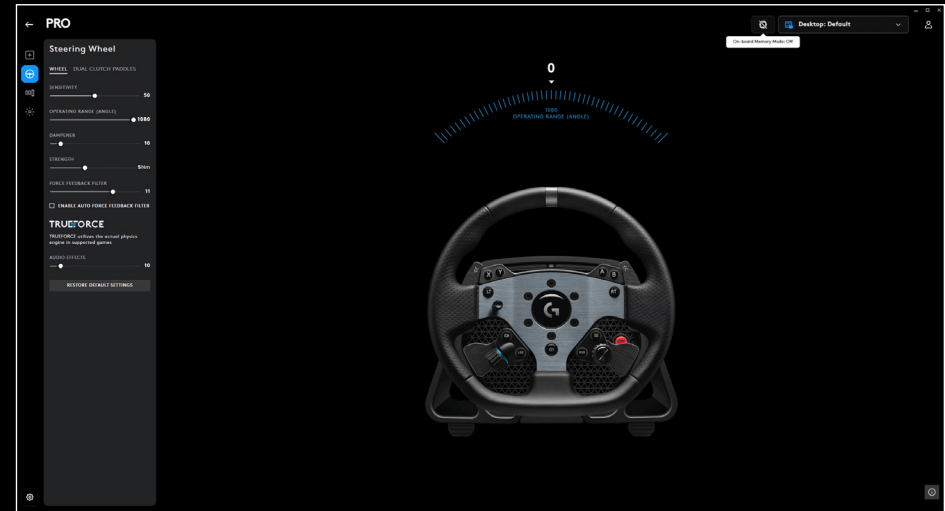 PRO
Desktop: Default
On-board Memory Mode: Off
Steering Wheel
WHEEL DUAL CLUTCH PADDLES
SENSITIVITY
50
OPERATING RANGE (ANGLE)
1080
DAMPENER
10
STRENGTH
5Nm
FORCE FEEDBACK FILTER
11
ENABLE AUTO FORCE FEEDBACK FILTER
TRUEFORCE
TRUEFORCE utilizes the actual physics
engine in supported games
AUDIO EFFECTS
10
RESTORE DEFAULT SETTINGS
0
1080
OPERATING RANGE (ANGLE)
X Y A B
LT RT
G